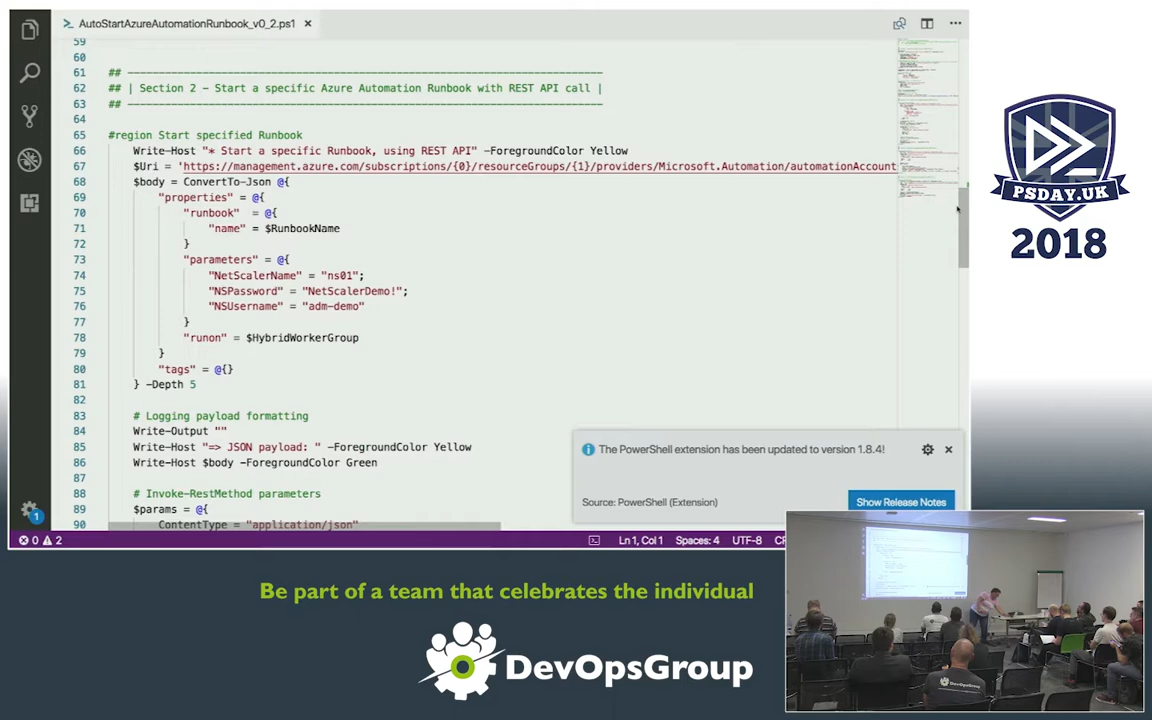 AutoStartAzureAutomationRunbook_v0_2.ps1
59
60
61 ## ---------------------------------------------------------------------------
62 ## | Section 2 - Start a specific Azure Automation Runbook with REST API call |
63 ## ---------------------------------------------------------------------------
64
65 #region Start specified Runbook
66 Write-Host "* Start a specific Runbook, using REST API" -ForegroundColor Yellow
67 $Uri = 'https://management.azure.com/subscriptions/{0}/resourceGroups/{1}/providers/Microsoft.Automation/automationAccount
68 $body = ConvertTo-Json @{
69 "properties" = @{
70 "runbook" = @{
71 "name" = $RunbookName
72 }
73 "parameters" = @{
74 "NetScalerName" = "ns01";
75 "NSPassword" = "NetScalerDemo!";
76 "NSUsername" = "adm-demo"
77 }
78 "runon" = $HybridWorkerGroup
79 }
80 "tags" = @{}
81 } -Depth 5
82
83 # Logging payload formatting
84 Write-Output ""
85 Write-Host "=> JSON payload: " -ForegroundColor Yellow
86 Write-Host $body -ForegroundColor Green
87
88 # Invoke-RestMethod parameters
89 $params = @{
90 ContentType = "application/json"
The PowerShell extension has been updated to version 1.8.4!
Source: PowerShell (Extension)
Show Release Notes
1
0 2
Ln 1, Col 1 Spaces: 4 UTF-8
PSDAY.UK
2018
Be part of a team that celebrates the individual
DevOpsGroup
DevOpsGroup